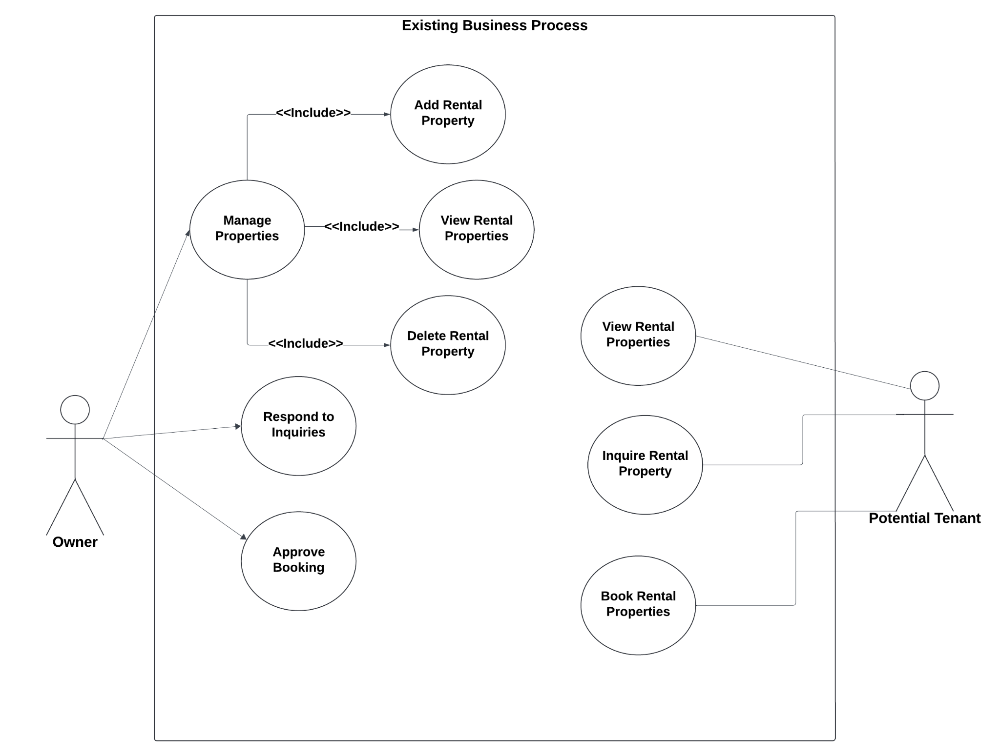 Existing Business Process
Add Rental
Property
<<Include>>
Manage
Properties
<<Include>>
View Rental
Properties
<<Include>>
Delete Rental
Property
View Rental
Properties
Respond to
Inquiries
Inquire Rental
Property
Potential Tenant
Owner
Approve
Booking
Book Rental
Properties